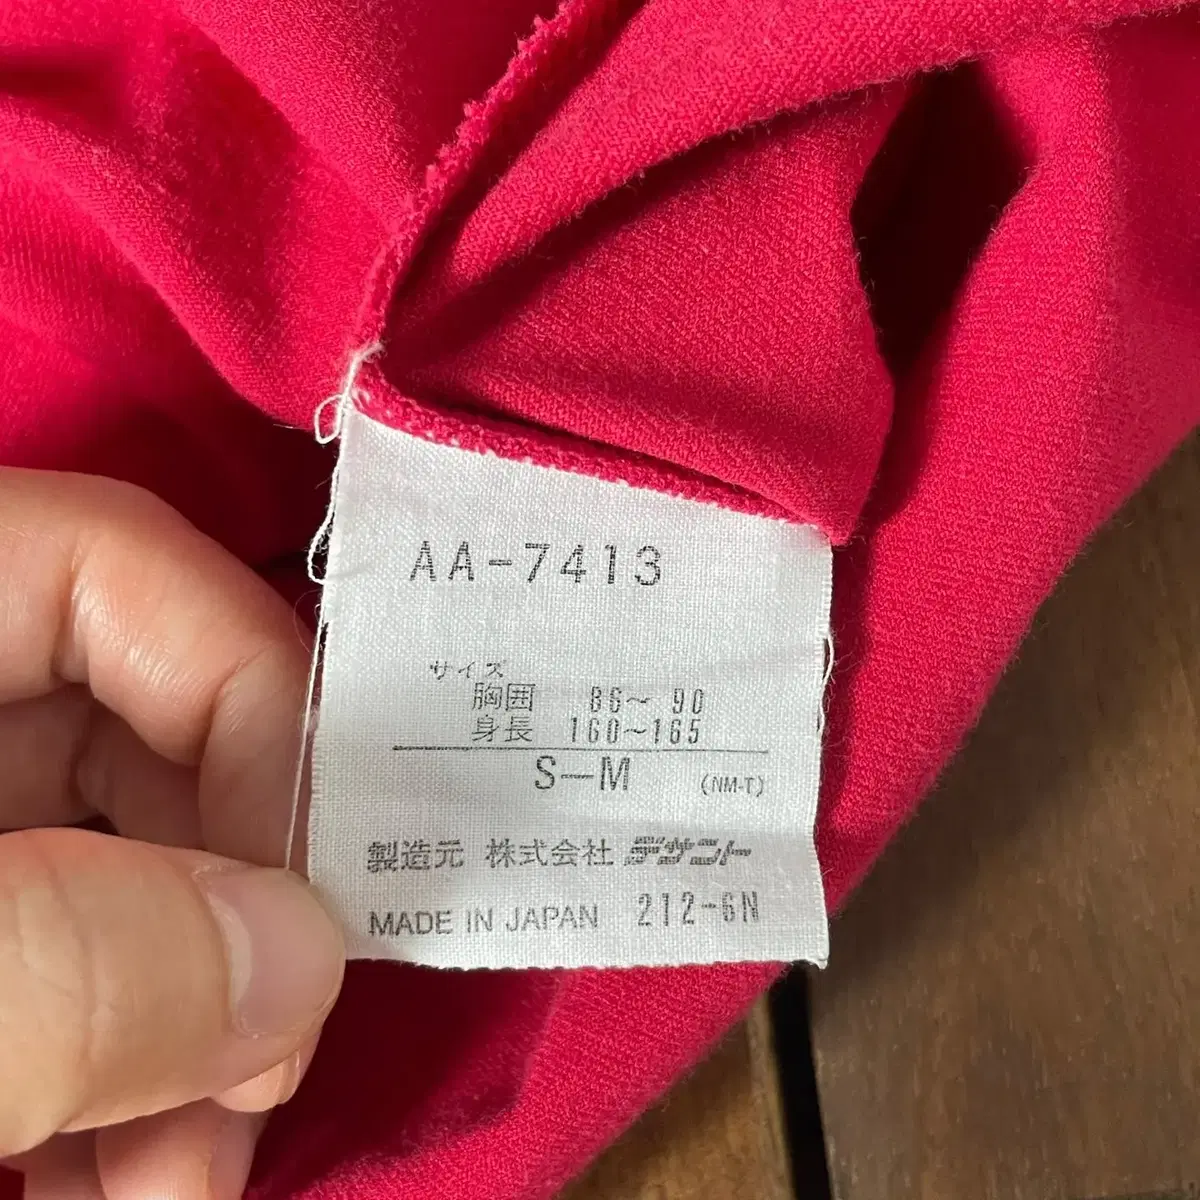 AA-7413
サイズ
胸囲 86〜 90
身長 160〜165
S—M (NM-T)
製造元 株式会社 デサント
MADE IN JAPAN 212-6N